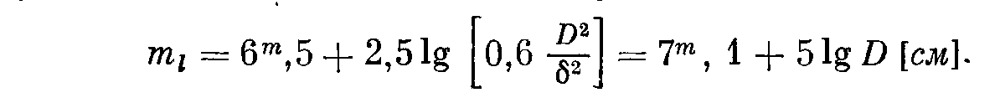 m_l = 6^m,5 + 2,5 lg [0,6 D²/δ²] = 7^m, 1 + 5 lg D [см].